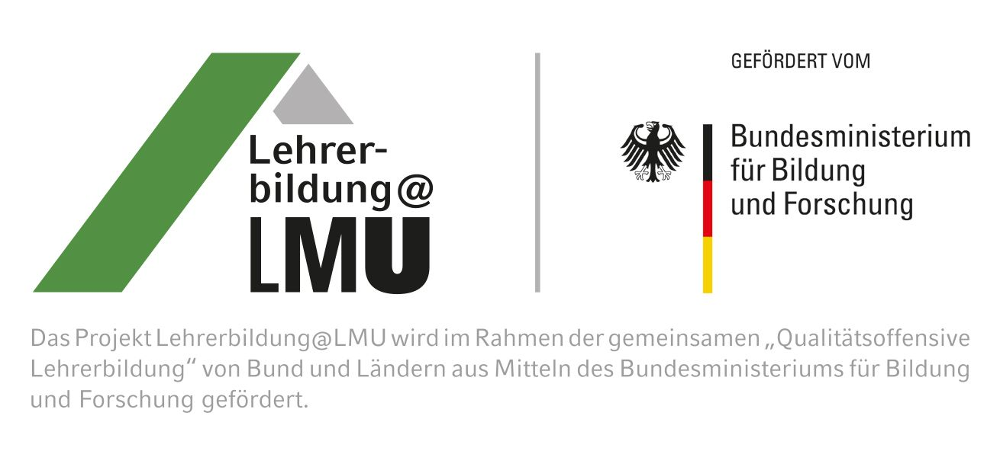 Lehrer-
bildung@
LMU
GEFÖRDERT VOM
Bundesministerium
für Bildung
und Forschung
Das Projekt Lehrerbildung@LMU wird im Rahmen der gemeinsamen „Qualitätsoffensive
Lehrerbildung“ von Bund und Ländern aus Mitteln des Bundesministeriums für Bildung
und Forschung gefördert.